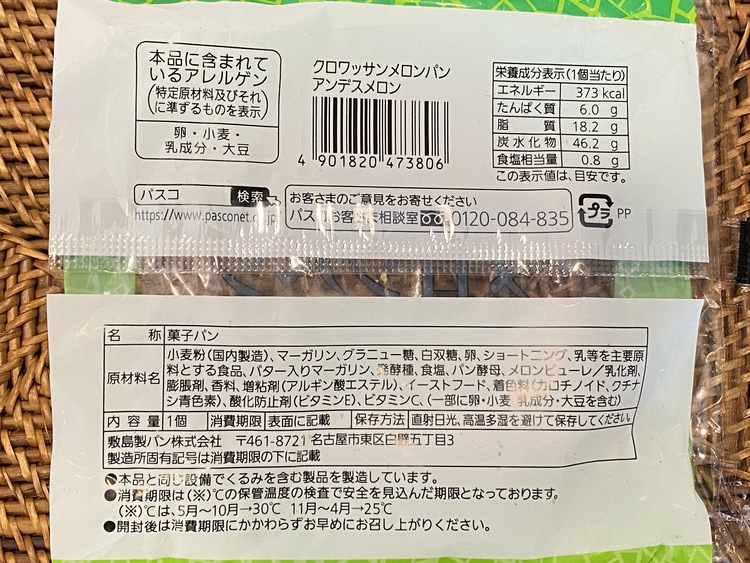 本品に含まれて
いるアレルゲン
(特定原材料及びそれ
に準ずるものを表示)
卵・小麦・
乳成分・大豆
クロワッサンメロンパン
アンデスメロン
4 901820 473806
栄養成分表示(1個当たり)
エネルギー 373 kcal
たんぱく質 6.0 g
脂質 18.2 g
炭水化物 46.2 g
食塩相当量 0.8 g
この表示値は、目安です。
パスコ 検索
https://www.pasconet.co.jp
お客さまのご意見をお寄せください
パスコお客さま相談室 0120-084-835
プラ PP
名称 菓子パン
原材料名 小麦粉(国内製造)、マーガリン、グラニュー糖、白双糖、卵、ショートニング、乳等を主要原
料とする食品、バター入りマーガリン、発酵種、食塩、パン酵母、メロンピューレ/乳化剤、
膨脹剤、香料、増粘剤(アルギン酸エステル)、イーストフード、着色料(カロチノイド、クチナ
シ青色素)、酸化防止剤(ビタミンE)、ビタミンC、(一部に卵・小麦・乳成分・大豆を含む)
内容量 1個 消費期限 表面に記載 保存方法 直射日光、高温多湿を避けて保存してください。
敷島製パン株式会社 〒461-8721 名古屋市東区白壁五丁目3
製造所固有記号は消費期限の下に記載
●本品と同じ設備でくるみを含む製品を製造しています。
●消費期限は(※)℃の保管温度の検査で安全を見込んだ期限となっております。
(※)℃は、5月~10月→30℃ 11月~4月→25℃
●開封後は消費期限にかかわらずお早めにお召し上がりください。